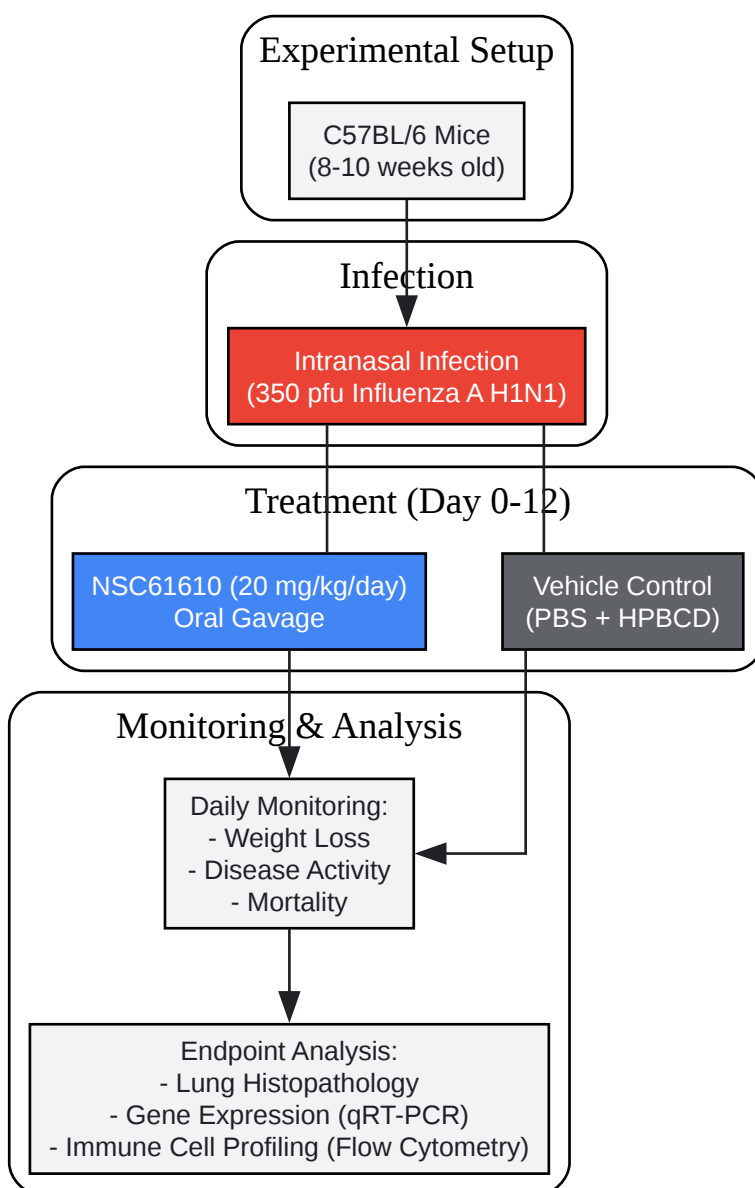 Experimental Setup
C57BL/6 Mice
(8-10 weeks old)
Infection
Intranasal Infection
(350 pfu Influenza A H1N1)
Treatment (Day 0-12)
NSC61610 (20 mg/kg/day)
Oral Gavage
Vehicle Control
(PBS + HPBCD)
Monitoring & Analysis
Daily Monitoring:
- Weight Loss
- Disease Activity
- Mortality
Endpoint Analysis:
- Lung Histopathology
- Gene Expression (qRT-PCR)
- Immune Cell Profiling (Flow Cytometry)